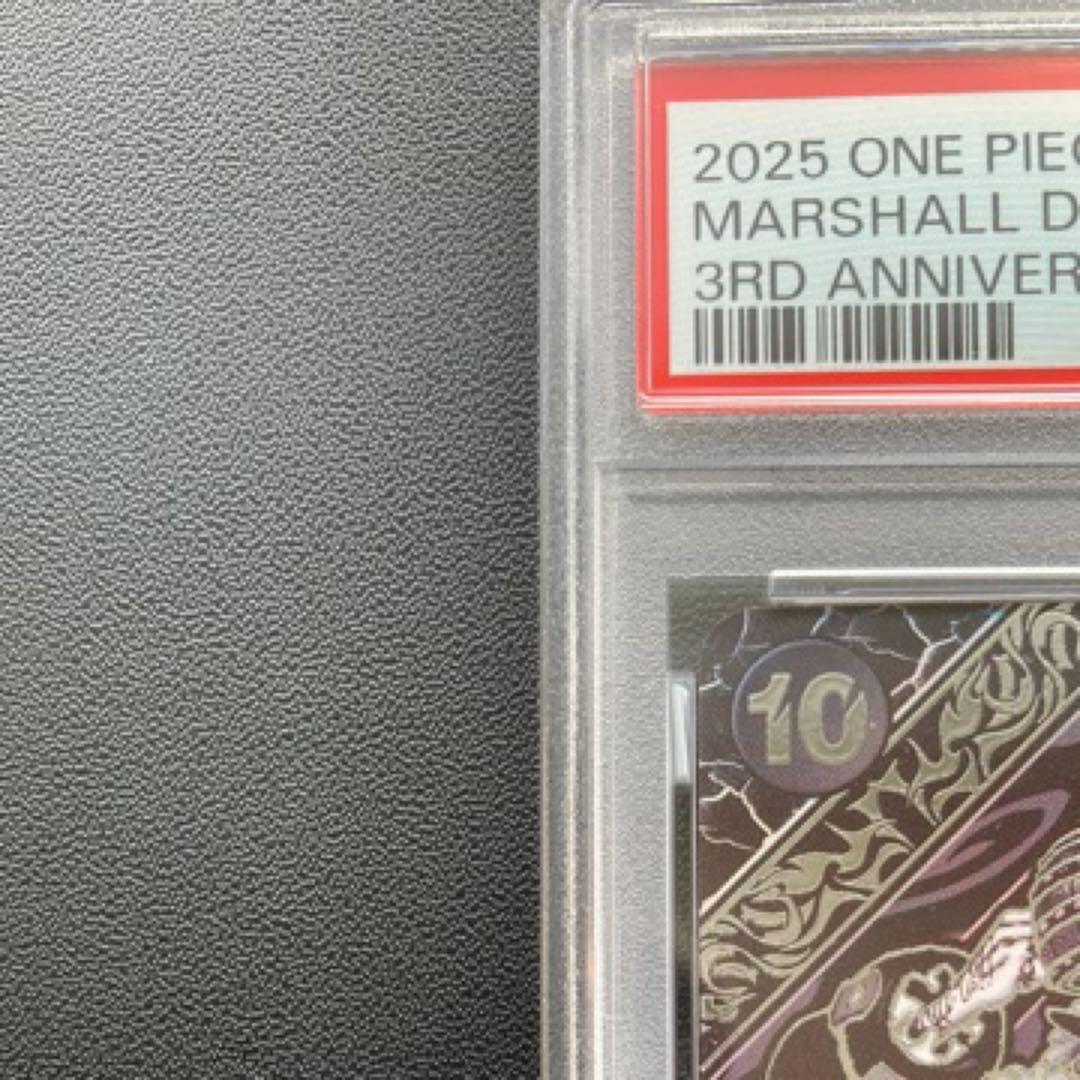 2025 ONE PIEC
MARSHALL D
3RD ANNIVER
10